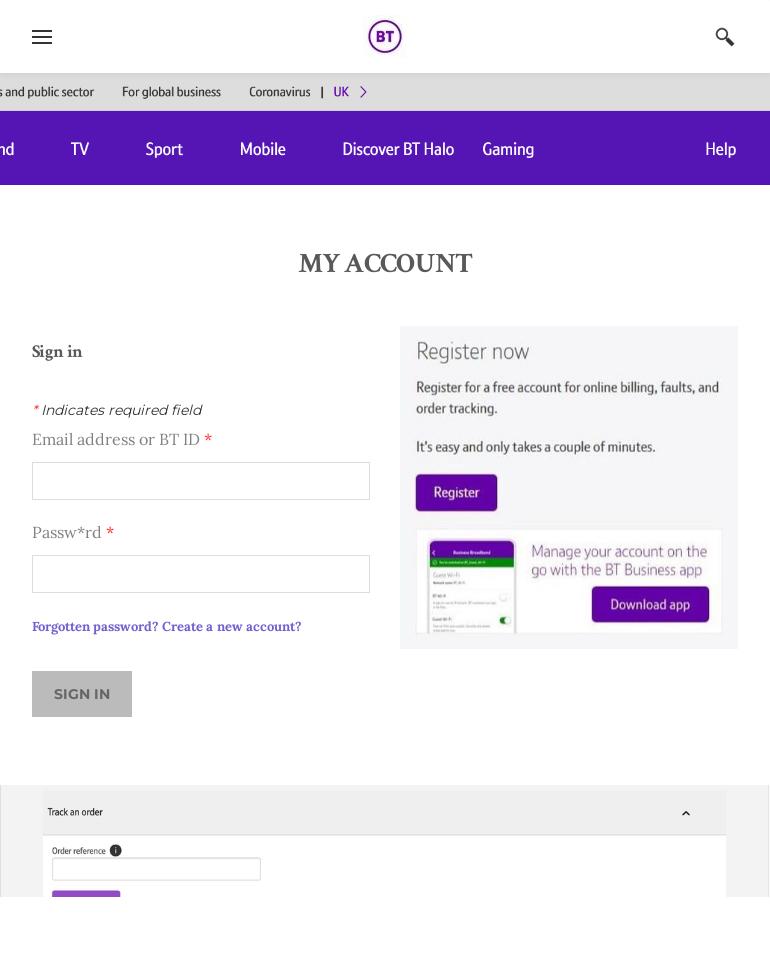 BT
s and public sector For global business Coronavirus | UK
nd TV Sport Mobile Discover BT Halo Gaming Help
MY ACCOUNT
Sign in
* Indicates required field
Email address or BT ID *
Passw*rd *
Forgotten password? Create a new account?
SIGN IN
Register now
Register for a free account for online billing, faults, and
order tracking.
It's easy and only takes a couple of minutes.
Register
Business Broadband
Guest Wi-Fi
BT Wi-Fi
Guest Wi-Fi
Manage your account on the
go with the BT Business app
Download app
Track an order
Order reference